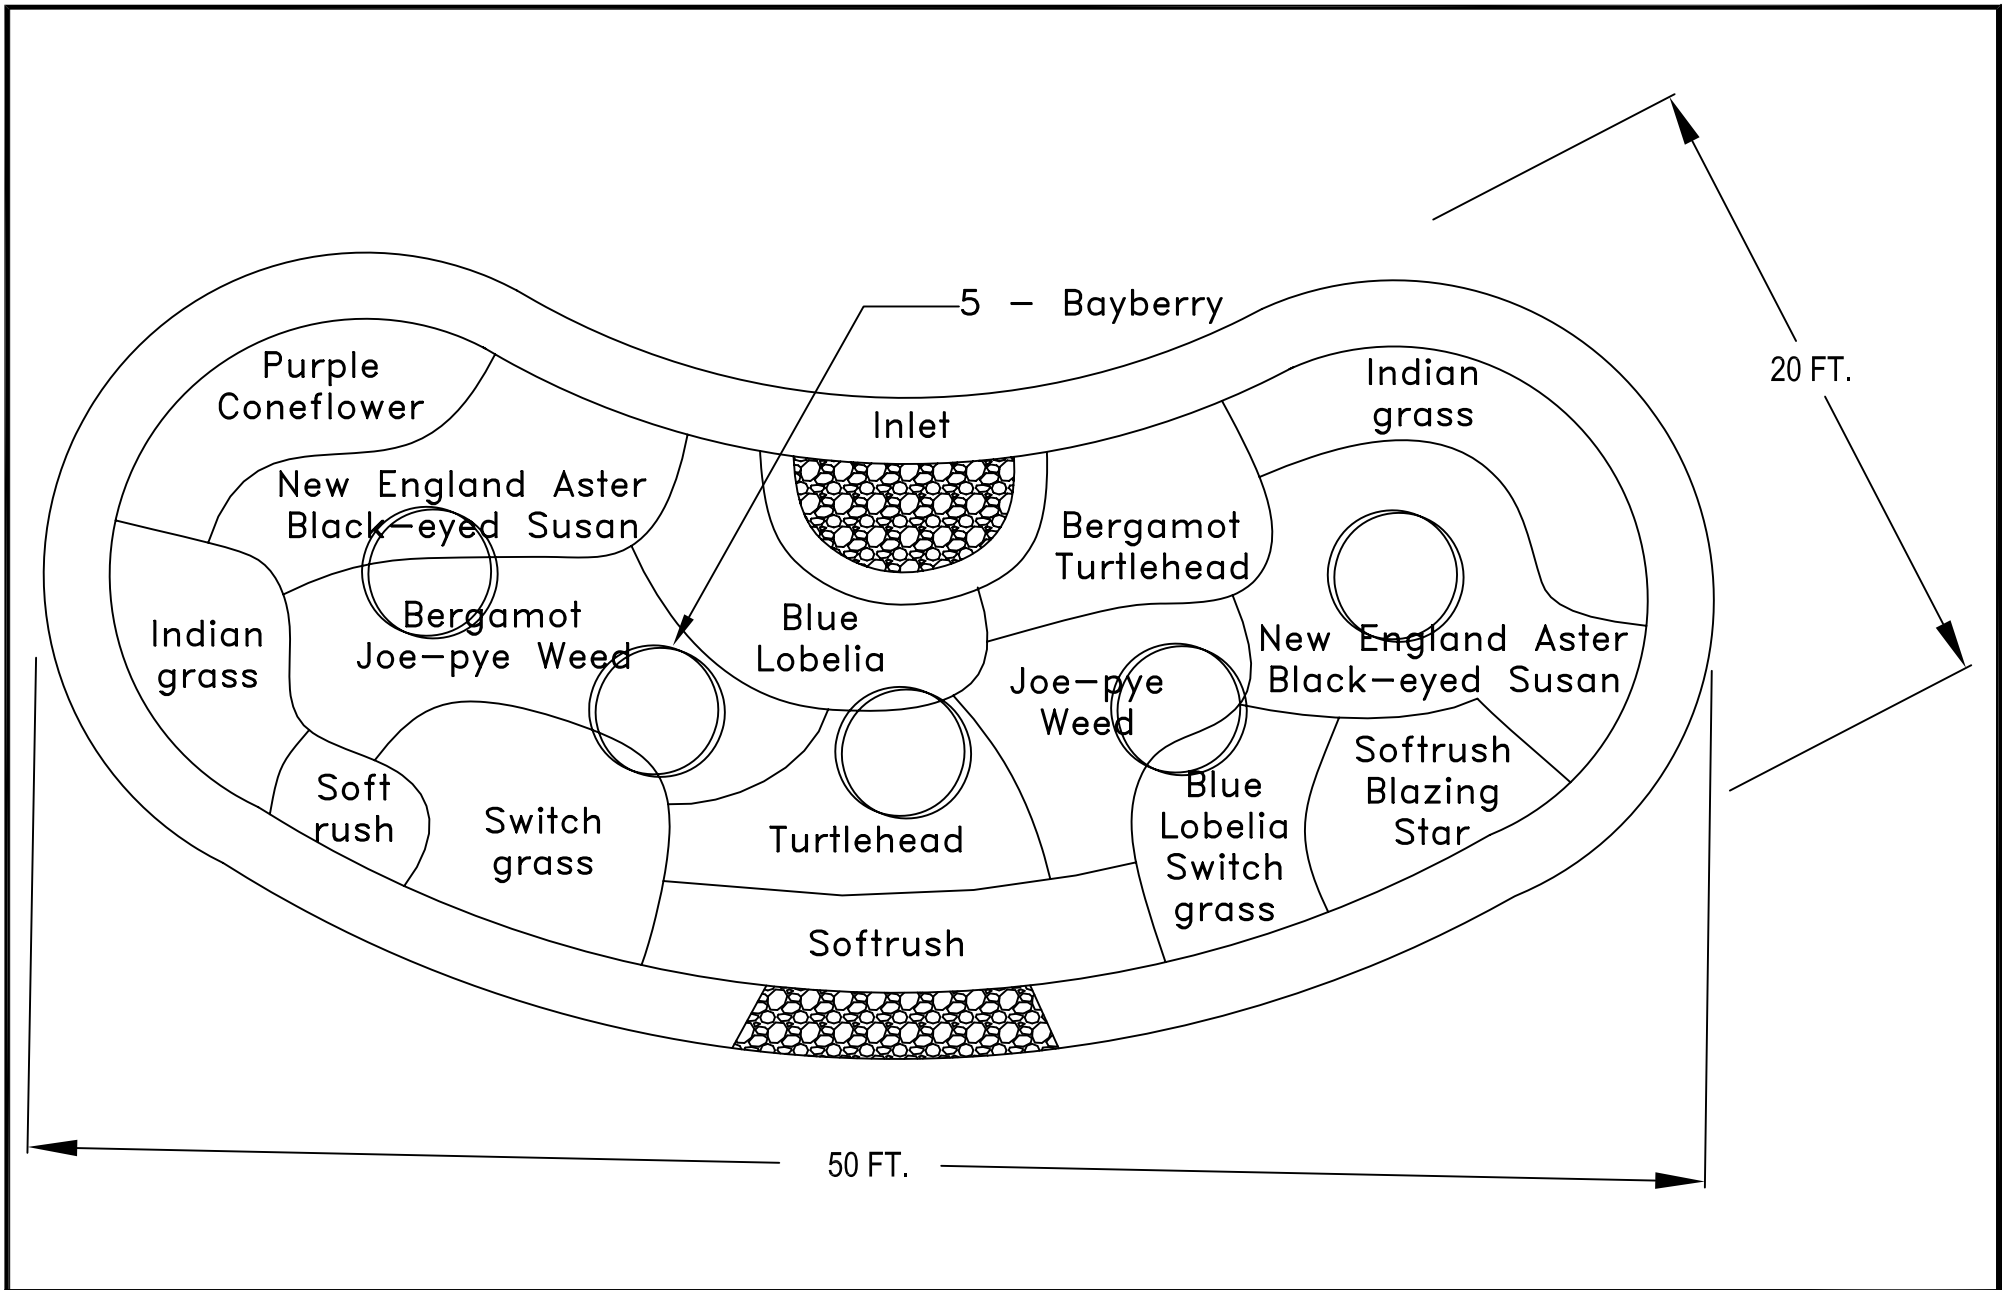 5 - Bayberry
20 FT.
Purple
Coneflower
Inlet
Indian
grass
New England Aster
Black-eyed Susan
Bergamot
Turtlehead
Bergamot
Joe-pye Weed
Blue
Lobelia
Indian
grass
Joe-pye
Weed
New England Aster
Black-eyed Susan
Soft
rush
Switch
grass
Turtlehead
Blue
Lobelia
Switch
grass
Softrush
Blazing
Star
Softrush
50 FT.